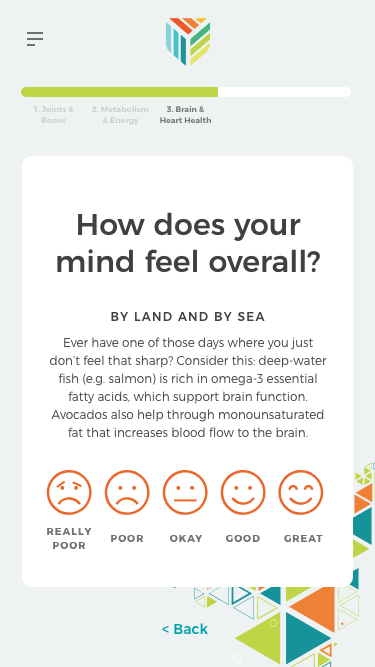 1. Joints &
Bones
2. Metabolism
& Energy
3. Brain &
Heart Health
How does your
mind feel overall?
BY LAND AND BY SEA
Ever have one of those days where you just
don't feel that sharp? Consider this: deep-water
fish (e.g. salmon) is rich in omega-3 essential
fatty acids, which support brain function.
Avocados also help through monounsaturated
fat that increases blood flow to the brain.
REALLY
POOR
POOR
OKAY
GOOD
GREAT
< Back